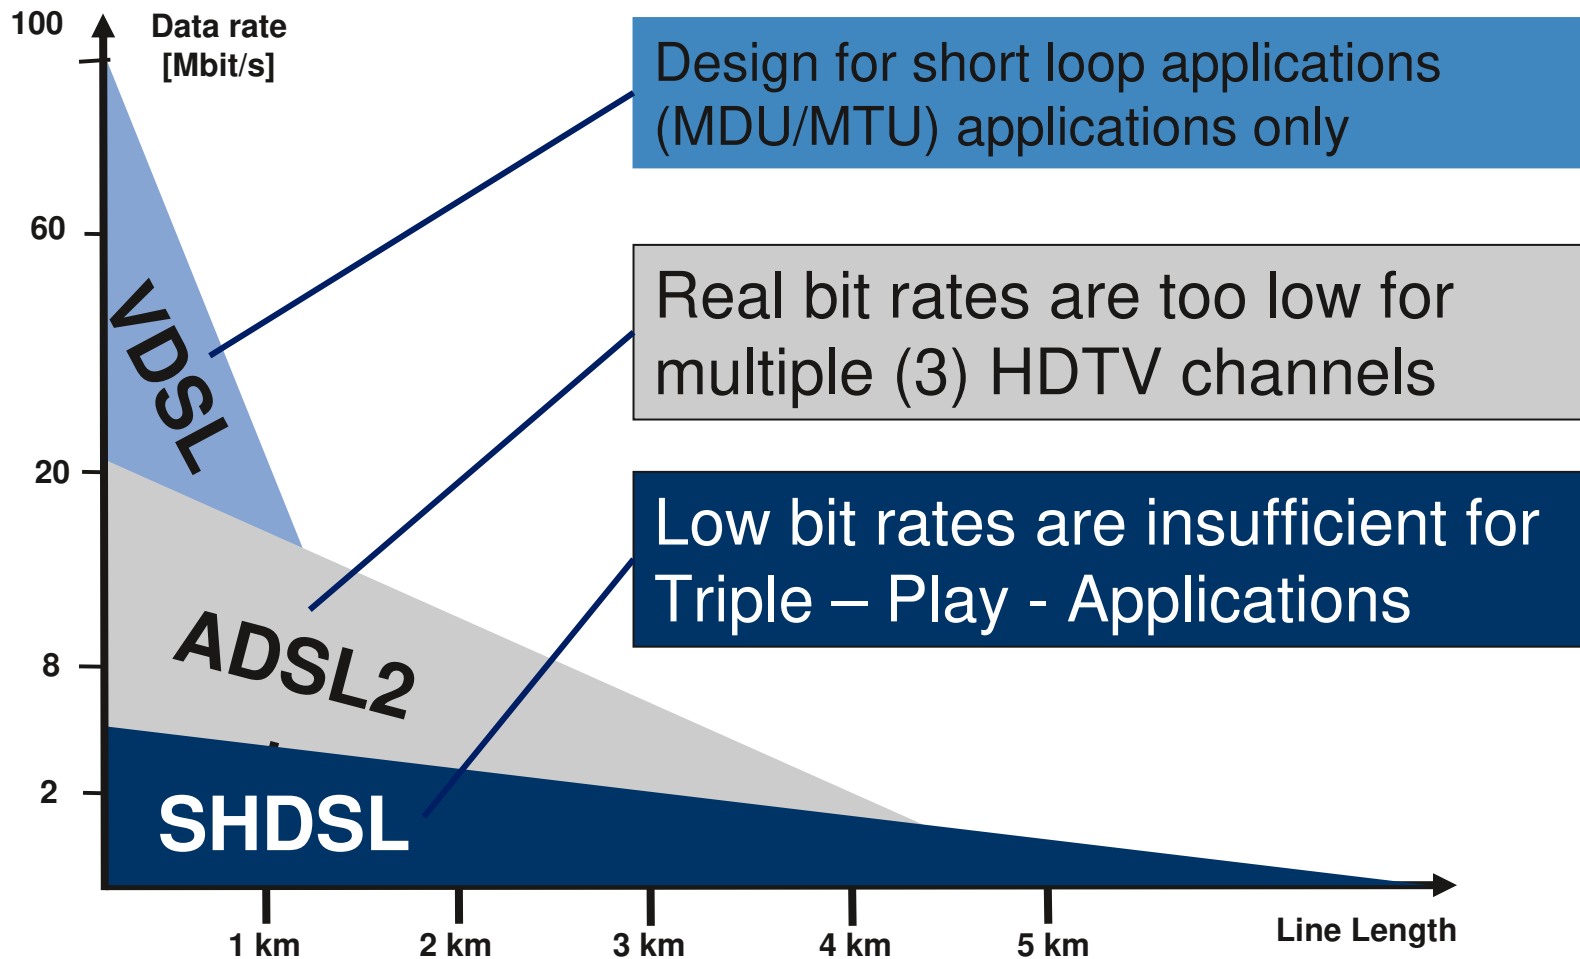 100
Data rate
[Mbit/s]
Design for short loop applications
(MDU/MTU) applications only
60
VDSL
Real bit rates are too low for
multiple (3) HDTV channels
20
Low bit rates are insufficient for
Triple – Play - Applications
8
ADSL2
2
SHDSL
1 km
2 km
3 km
4 km
5 km
Line Length